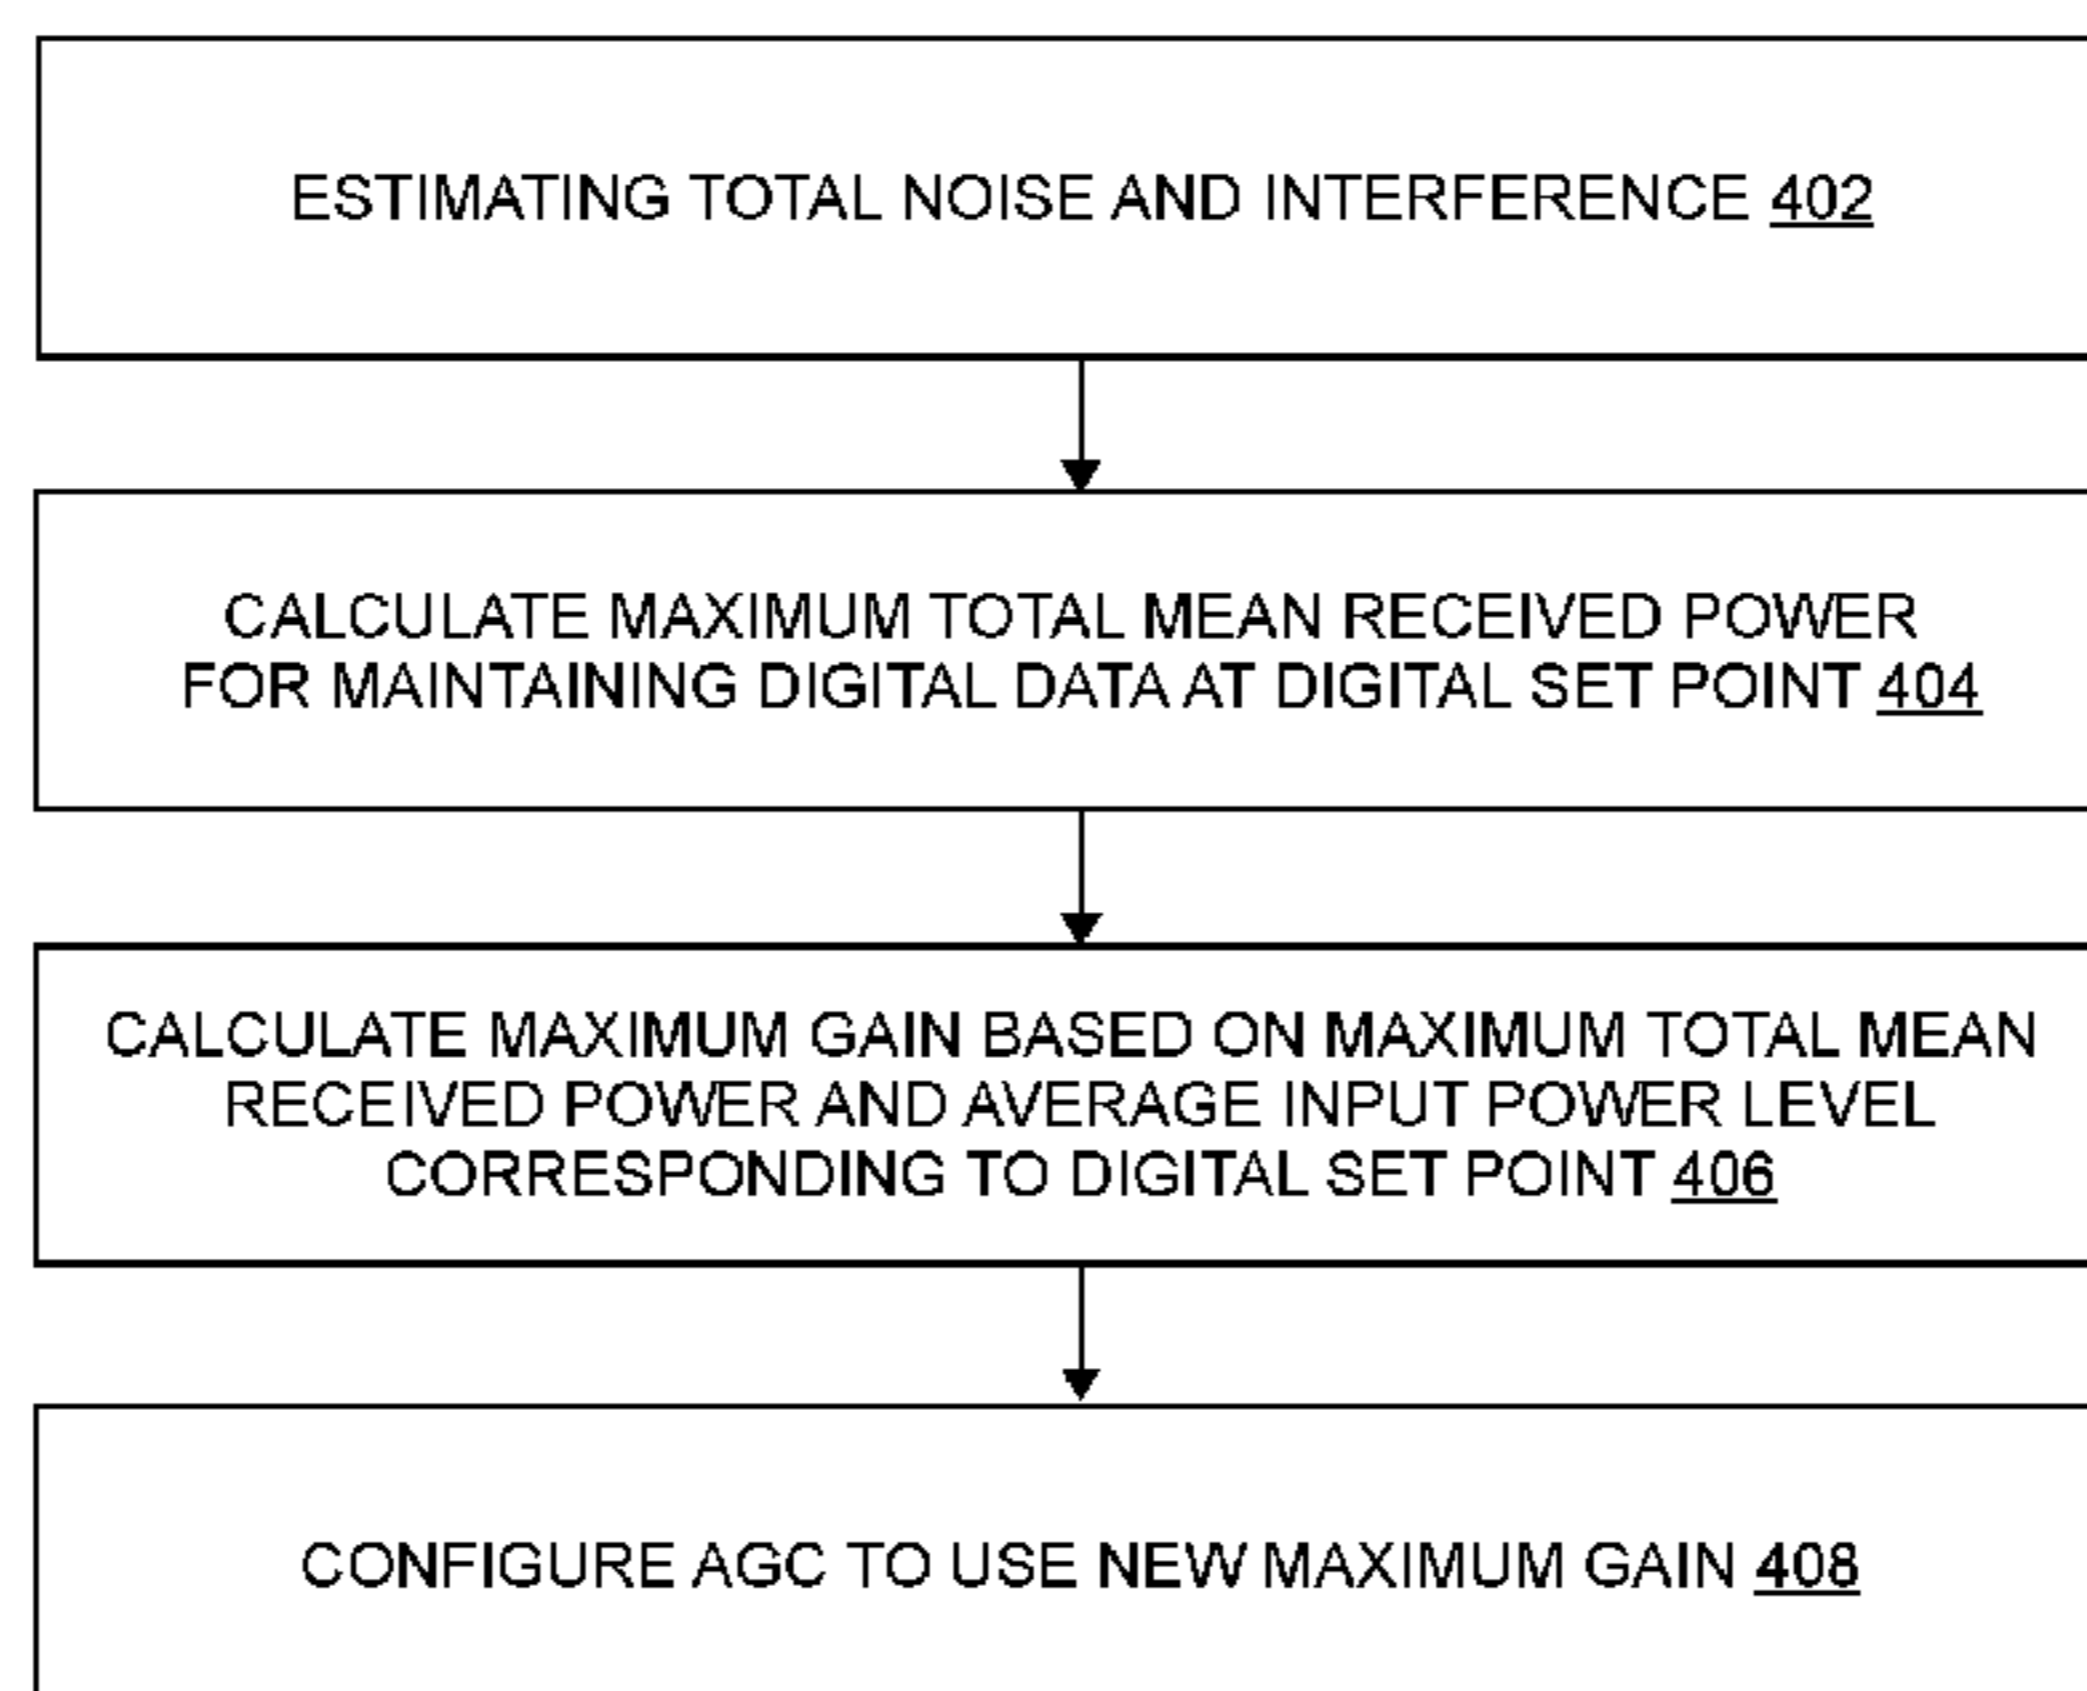 ESTIMATING TOTAL NOISE AND INTERFERENCE 402
CALCULATE MAXIMUM TOTAL MEAN RECEIVED POWER
FOR MAINTAINING DIGITAL DATA AT DIGITAL SET POINT 404
CALCULATE MAXIMUM GAIN BASED ON MAXIMUM TOTAL MEAN
RECEIVED POWER AND AVERAGE INPUT POWER LEVEL
CORRESPONDING TO DIGITAL SET POINT 406
CONFIGURE AGC TO USE NEW MAXIMUM GAIN 408